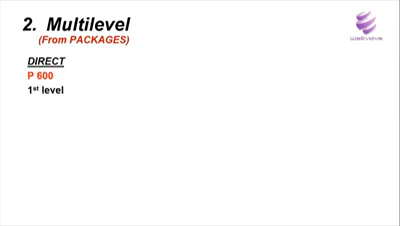 2. Multilevel
(From PACKAGES)
DIRECT
P 600
1st level